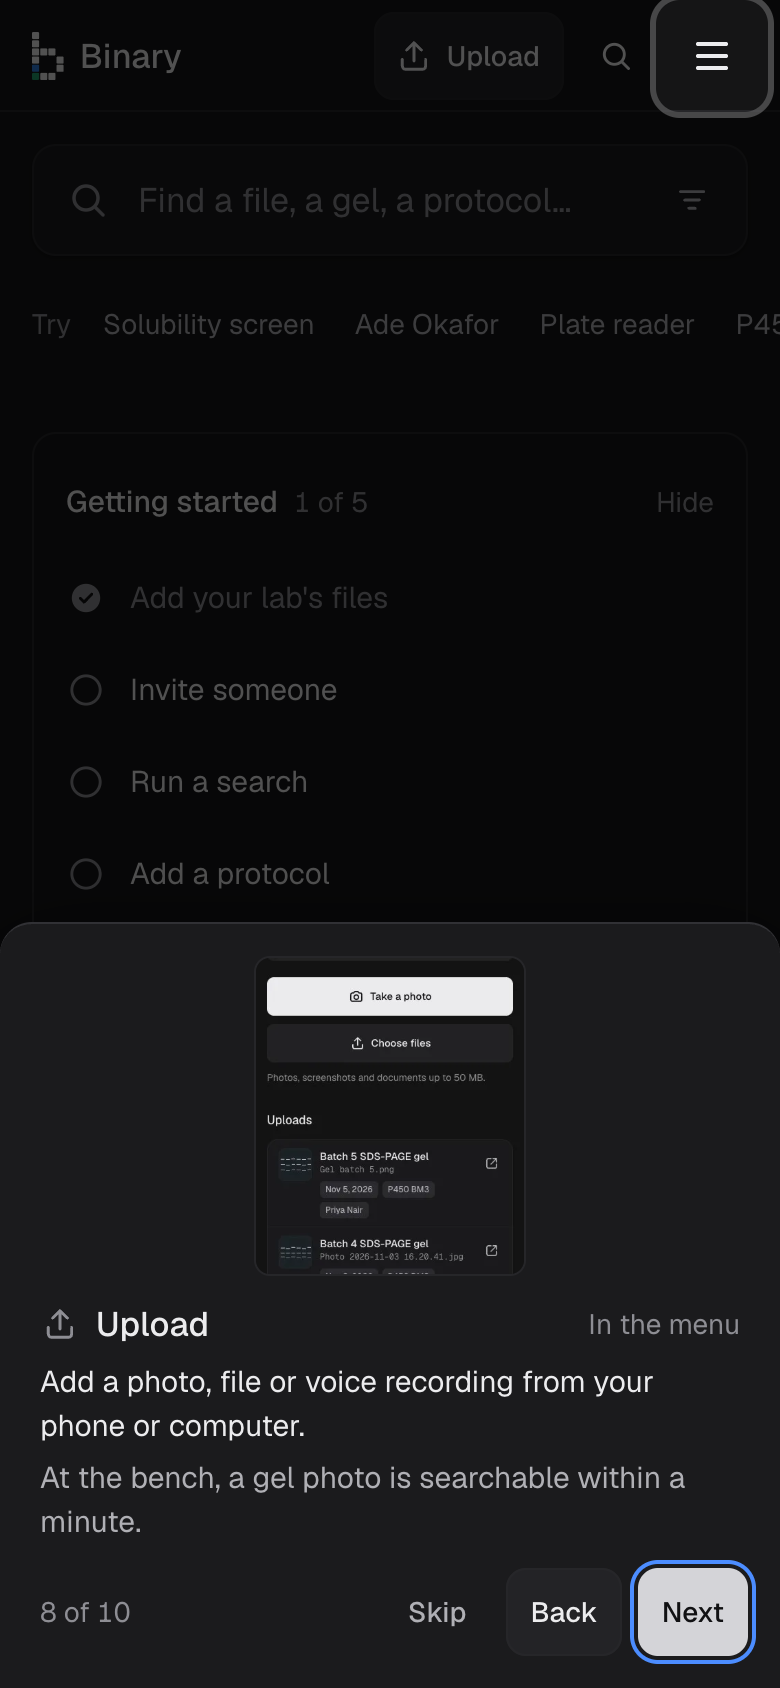 Binary
Upload
Find a file, a gel, a protocol...
Try Solubility screen Ade Okafor Plate reader P45
Getting started 1 of 5 Hide
Add your lab's files
Invite someone
Run a search
Add a protocol
Take a photo
Choose files
Photos, screenshots and documents up to 50 MB.
Uploads
Batch 5 SDS-PAGE gel
Gel batch 5.png
Nov 5, 2026 P450 BM3
Priya Nair
Batch 4 SDS-PAGE gel
Photo 2026-11-03 16.20.41.jpg
Upload In the menu
Add a photo, file or voice recording from your
phone or computer.
At the bench, a gel photo is searchable within a
minute.
8 of 10 Skip Back Next